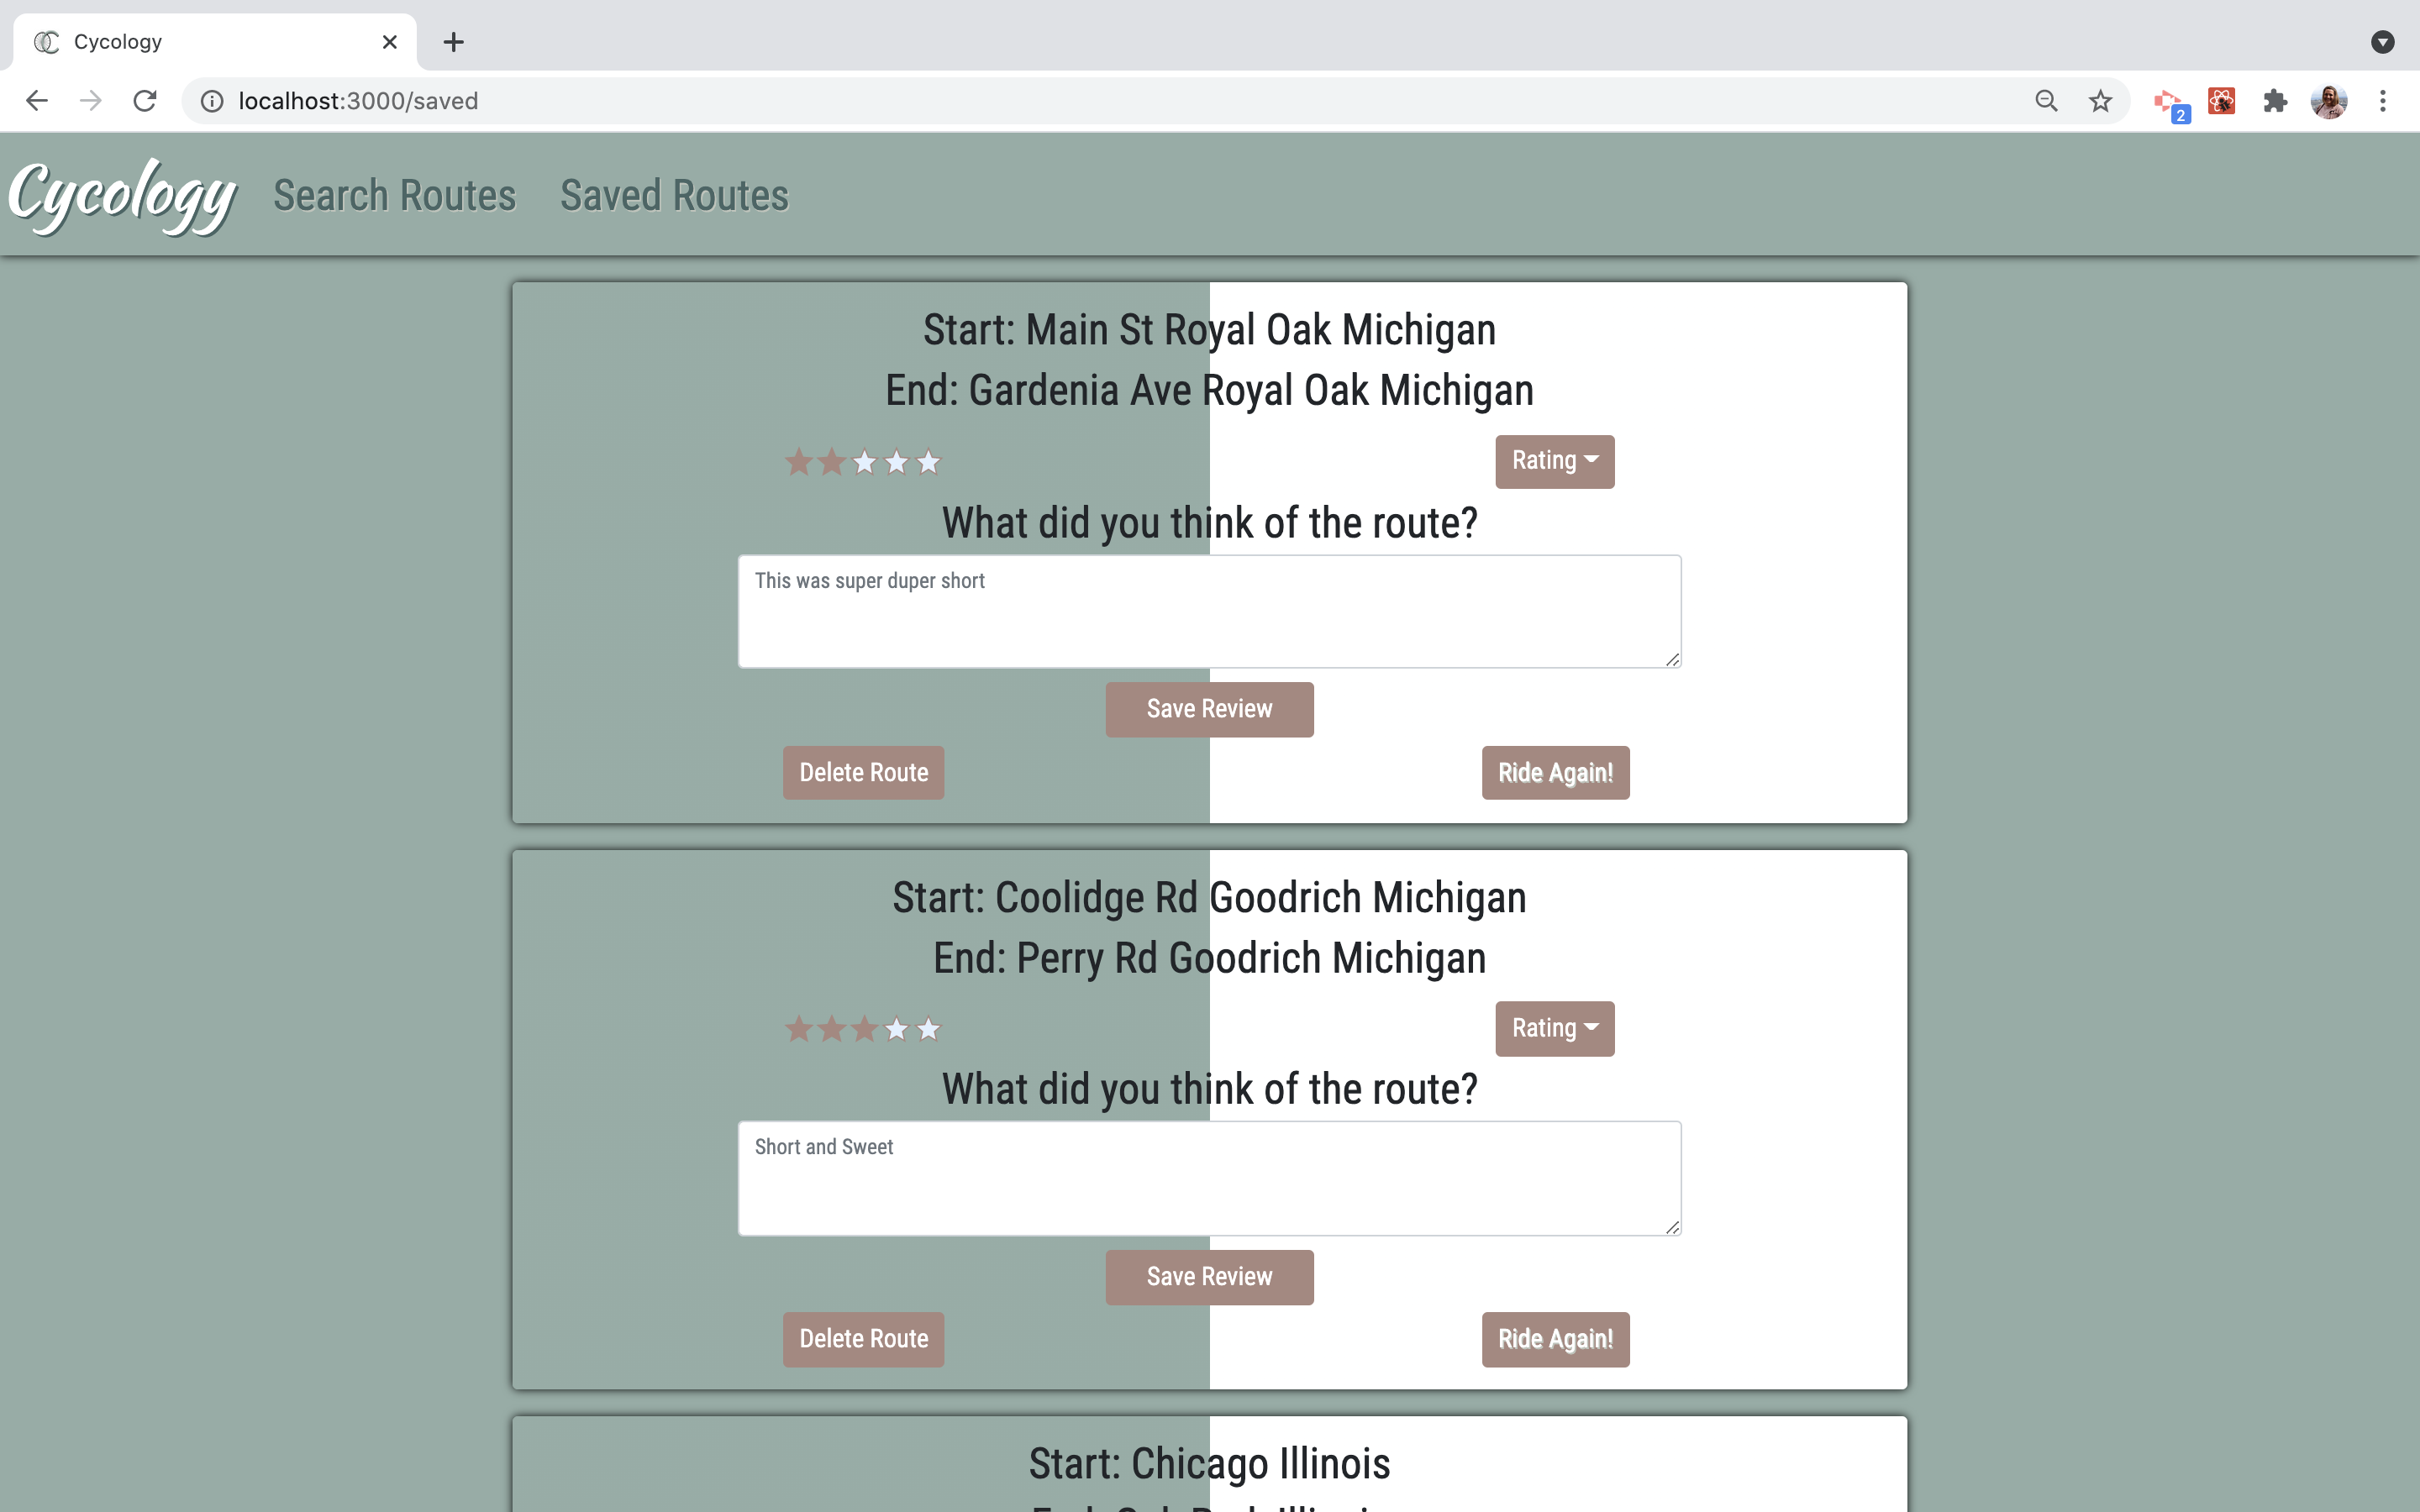 Cycology
localhost:3000/saved
2
Cycology Search Routes Saved Routes
Start: Main St Royal Oak Michigan
End: Gardenia Ave Royal Oak Michigan
Rating
What did you think of the route?
This was super duper short
Save Review
Delete Route Ride Again!
Start: Coolidge Rd Goodrich Michigan
End: Perry Rd Goodrich Michigan
Rating
What did you think of the route?
Short and Sweet
Save Review
Delete Route Ride Again!
Start: Chicago Illinois